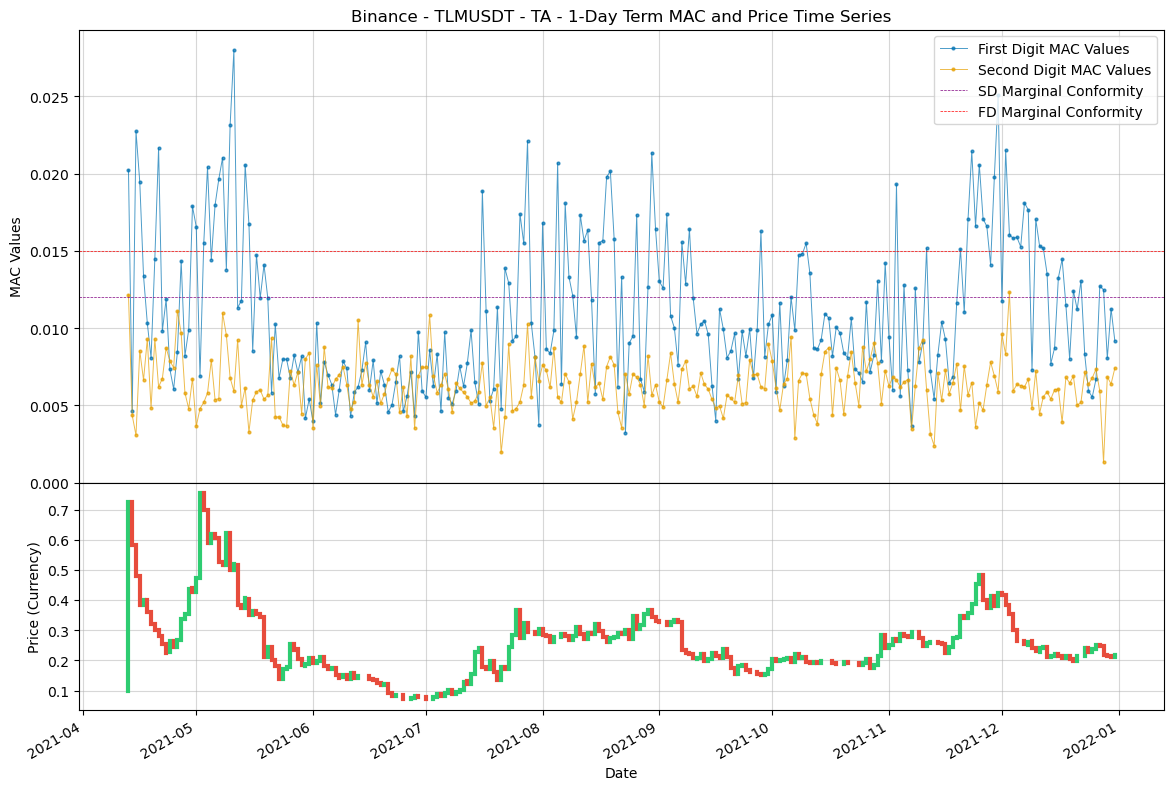 Binance - TLMUSDT - TA - 1-Day Term MAC and Price Time Series
First Digit MAC Values
Second Digit MAC Values
SD Marginal Conformity
FD Marginal Conformity
MAC Values
0.025
0.020
0.015
0.010
0.005
0.000
Price (Currency)
0.7
0.6
0.5
0.4
0.3
0.2
0.1
2021-04
2021-05
2021-06
2021-07
2021-08
2021-09
2021-10
2021-11
2021-12
2022-01
Date